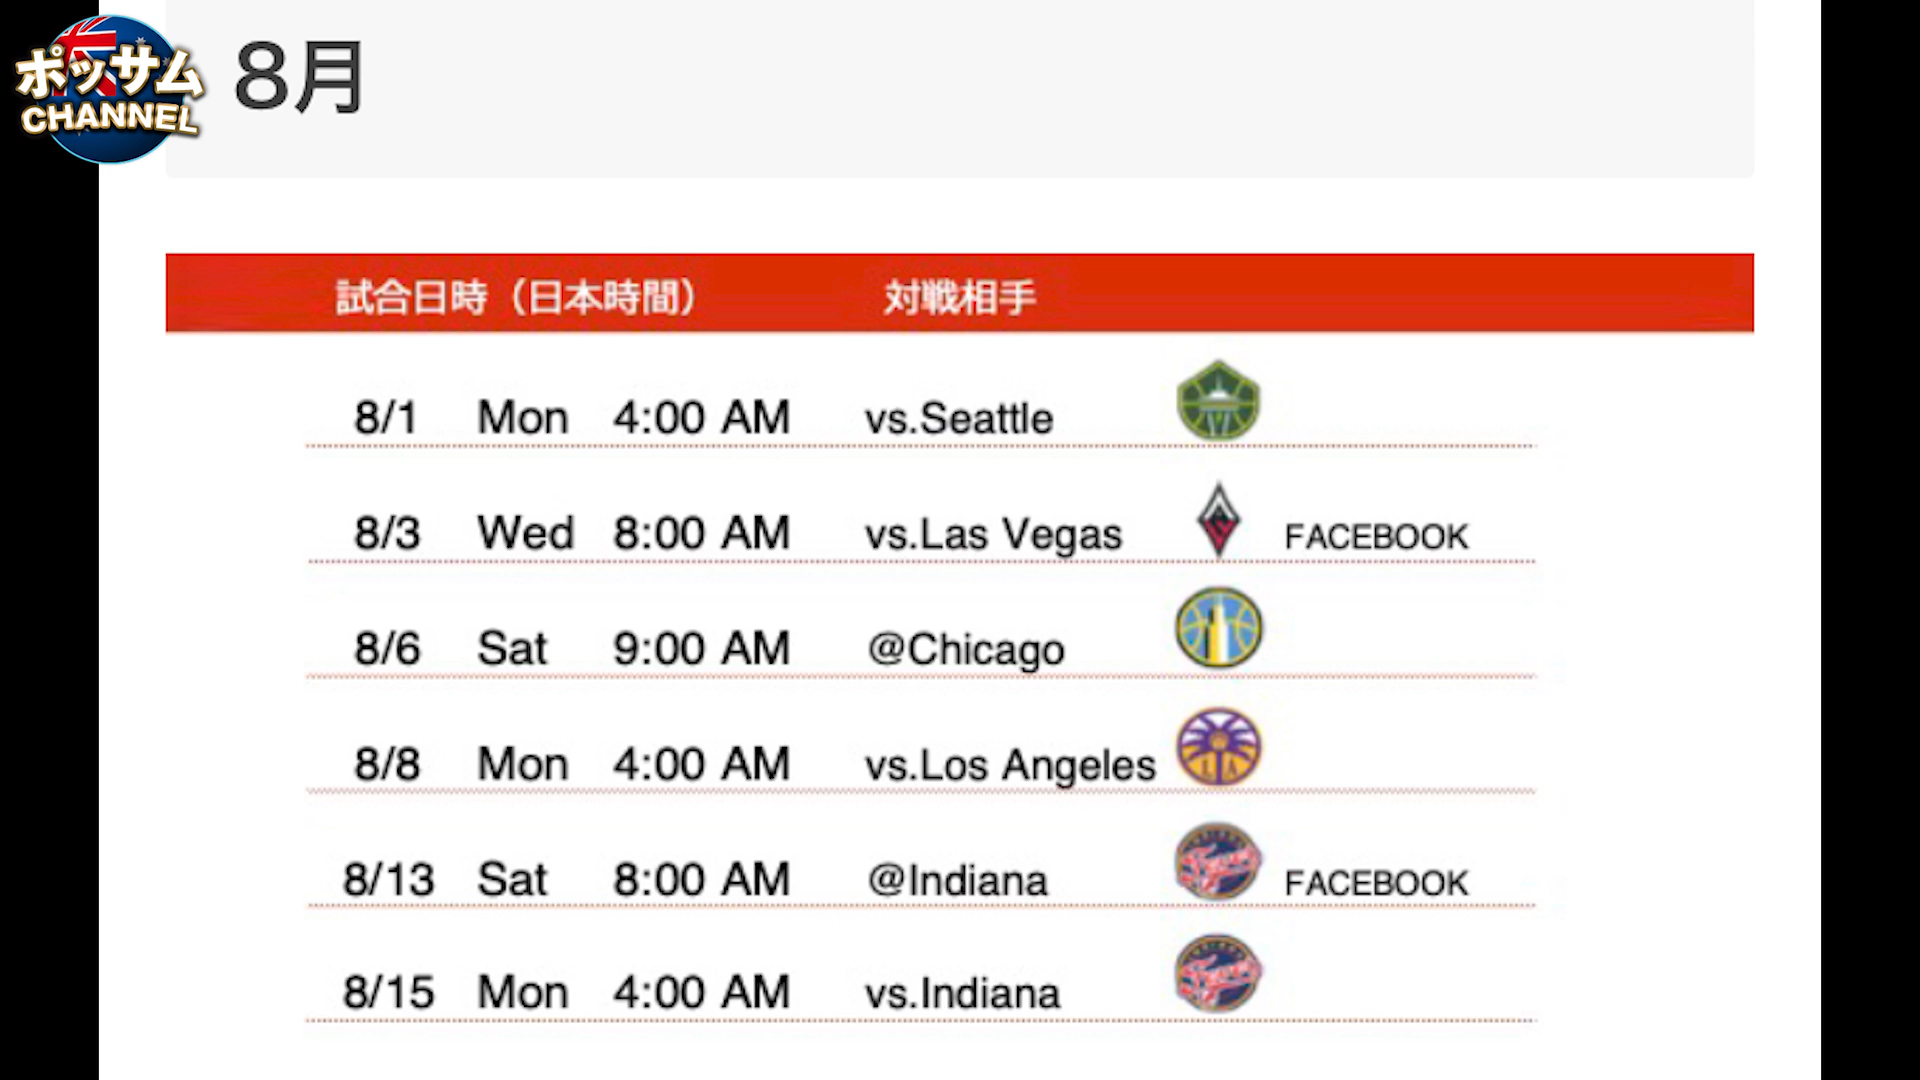 ポッサム
CHANNEL
8月
試合日時（日本時間） 対戦相手
8/1 Mon 4:00 AM vs.Seattle
8/3 Wed 8:00 AM vs.Las Vegas FACEBOOK
8/6 Sat 9:00 AM @Chicago
8/8 Mon 4:00 AM vs.Los Angeles LA
8/13 Sat 8:00 AM @Indiana FACEBOOK
8/15 Mon 4:00 AM vs.Indiana